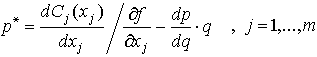 p* = dC_j(x_j)/dx_j / ∂f/∂x_j − dp/dq · q , j = 1,...,m